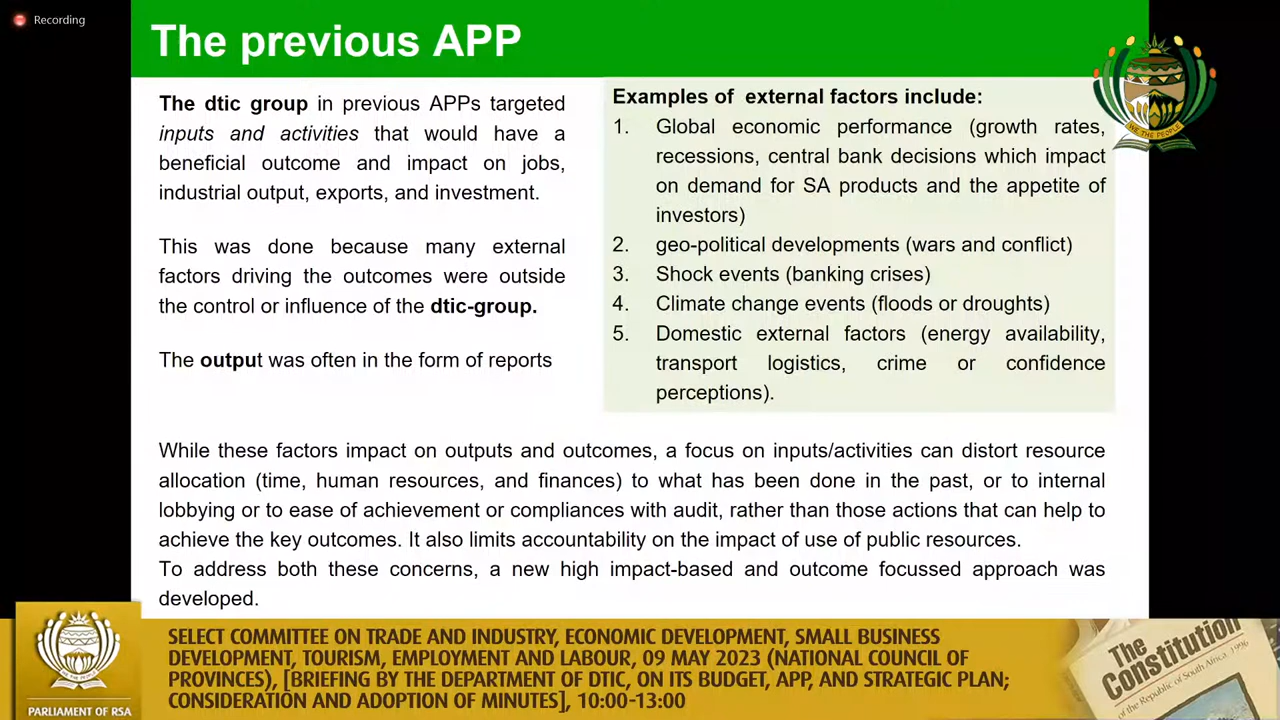 Recording
The previous APP
The dtic group in previous APPs targeted
inputs and activities that would have a
beneficial outcome and impact on jobs,
industrial output, exports, and investment.
This was done because many external
factors driving the outcomes were outside
the control or influence of the dtic-group.
The output was often in the form of reports
Examples of external factors include:
1. Global economic performance (growth rates,
recessions, central bank decisions which impact
on demand for SA products and the appetite of
investors)
2. geo-political developments (wars and conflict)
3. Shock events (banking crises)
4. Climate change events (floods or droughts)
5. Domestic external factors (energy availability,
transport logistics, crime or confidence
perceptions).
WE THE PEOPLE
While these factors impact on outputs and outcomes, a focus on inputs/activities can distort resource
allocation (time, human resources, and finances) to what has been done in the past, or to internal
lobbying or to ease of achievement or compliances with audit, rather than those actions that can help to
achieve the key outcomes. It also limits accountability on the impact of use of public resources.
To address both these concerns, a new high impact-based and outcome focussed approach was
developed.
PARLIAMENT OF RSA
SELECT COMMITTEE ON TRADE AND INDUSTRY, ECONOMIC DEVELOPMENT, SMALL BUSINESS
DEVELOPMENT, TOURISM, EMPLOYMENT AND LABOUR, 09 MAY 2023 (NATIONAL COUNCIL OF
PROVINCES), [BRIEFING BY THE DEPARTMENT OF DTIC, ON ITS BUDGET, APP, AND STRATEGIC PLAN;
CONSIDERATION AND ADOPTION OF MINUTES], 10:00-13:00
The
Constitution
of the Republic of South Africa, 1996